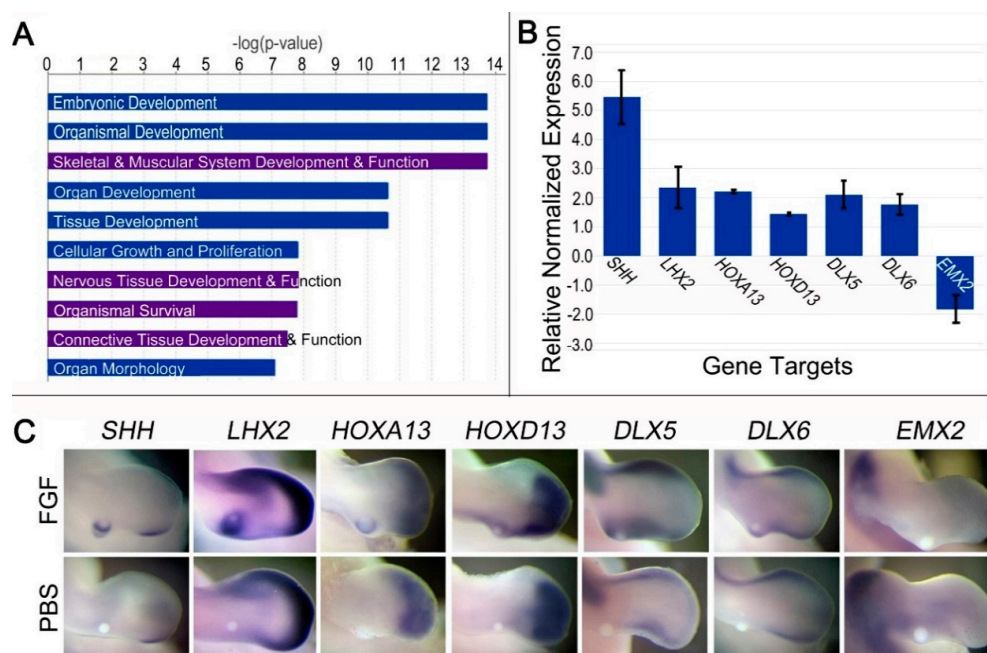 A
-log(p-value)
0 1 2 3 4 5 6 7 8 9 10 11 12 13 14
Embryonic Development
Organismal Development
Skeletal & Muscular System Development & Function
Organ Development
Tissue Development
Cellular Growth and Proliferation
Nervous Tissue Development & Function
Organismal Survival
Connective Tissue Development & Function
Organ Morphology
B
Relative Normalized Expression
7.0
6.0
5.0
4.0
3.0
2.0
1.0
0.0
-1.0
-2.0
-3.0
SHH
LHX2
HOXA13
HOXD13
DLX5
DLX6
EMX2
Gene Targets
C
SHH LHX2 HOXA13 HOXD13 DLX5 DLX6 EMX2
FGF
PBS